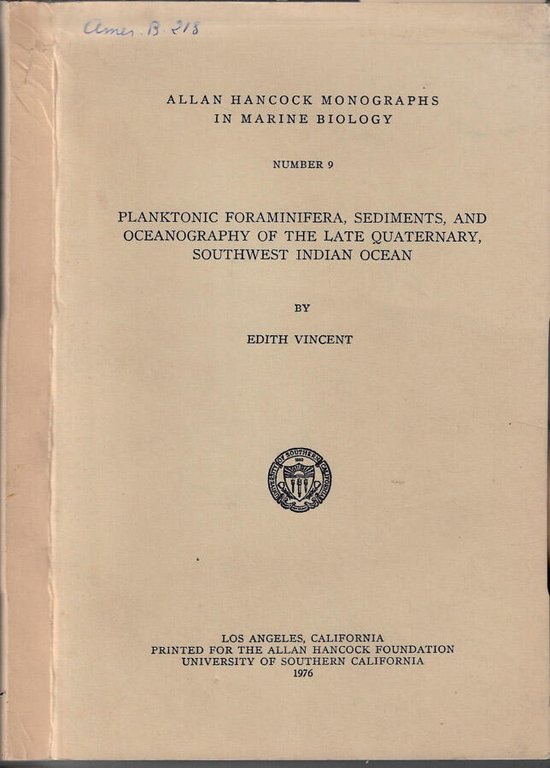 Amer. B. 218
ALLAN HANCOCK MONOGRAPHS
IN MARINE BIOLOGY
NUMBER 9
PLANKTONIC FORAMINIFERA, SEDIMENTS, AND
OCEANOGRAPHY OF THE LATE QUATERNARY,
SOUTHWEST INDIAN OCEAN
BY
EDITH VINCENT
UNIVERSITY OF SOUTHERN CALIFORNIA
1880
LOS ANGELES, CALIFORNIA
PRINTED FOR THE ALLAN HANCOCK FOUNDATION
UNIVERSITY OF SOUTHERN CALIFORNIA
1976